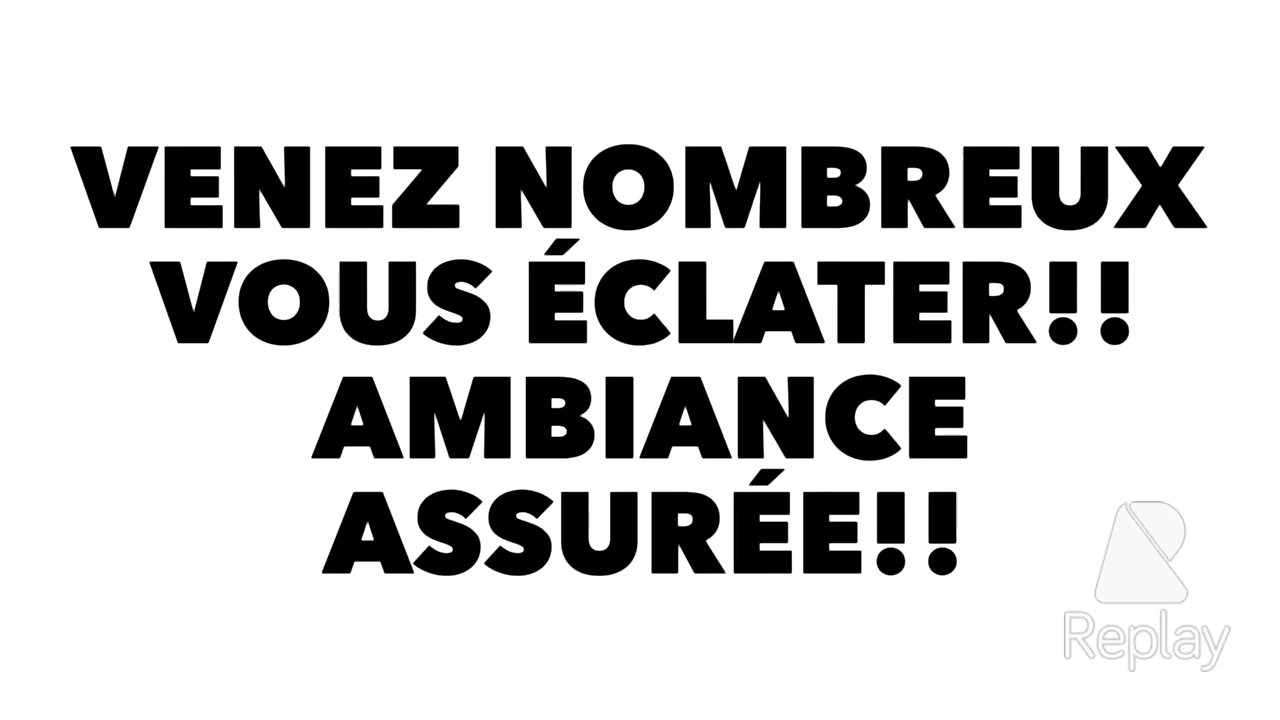 VENEZ NOMBREUX
VOUS ÉCLATER!!
AMBIANCE
ASSURÉE!!
Replay